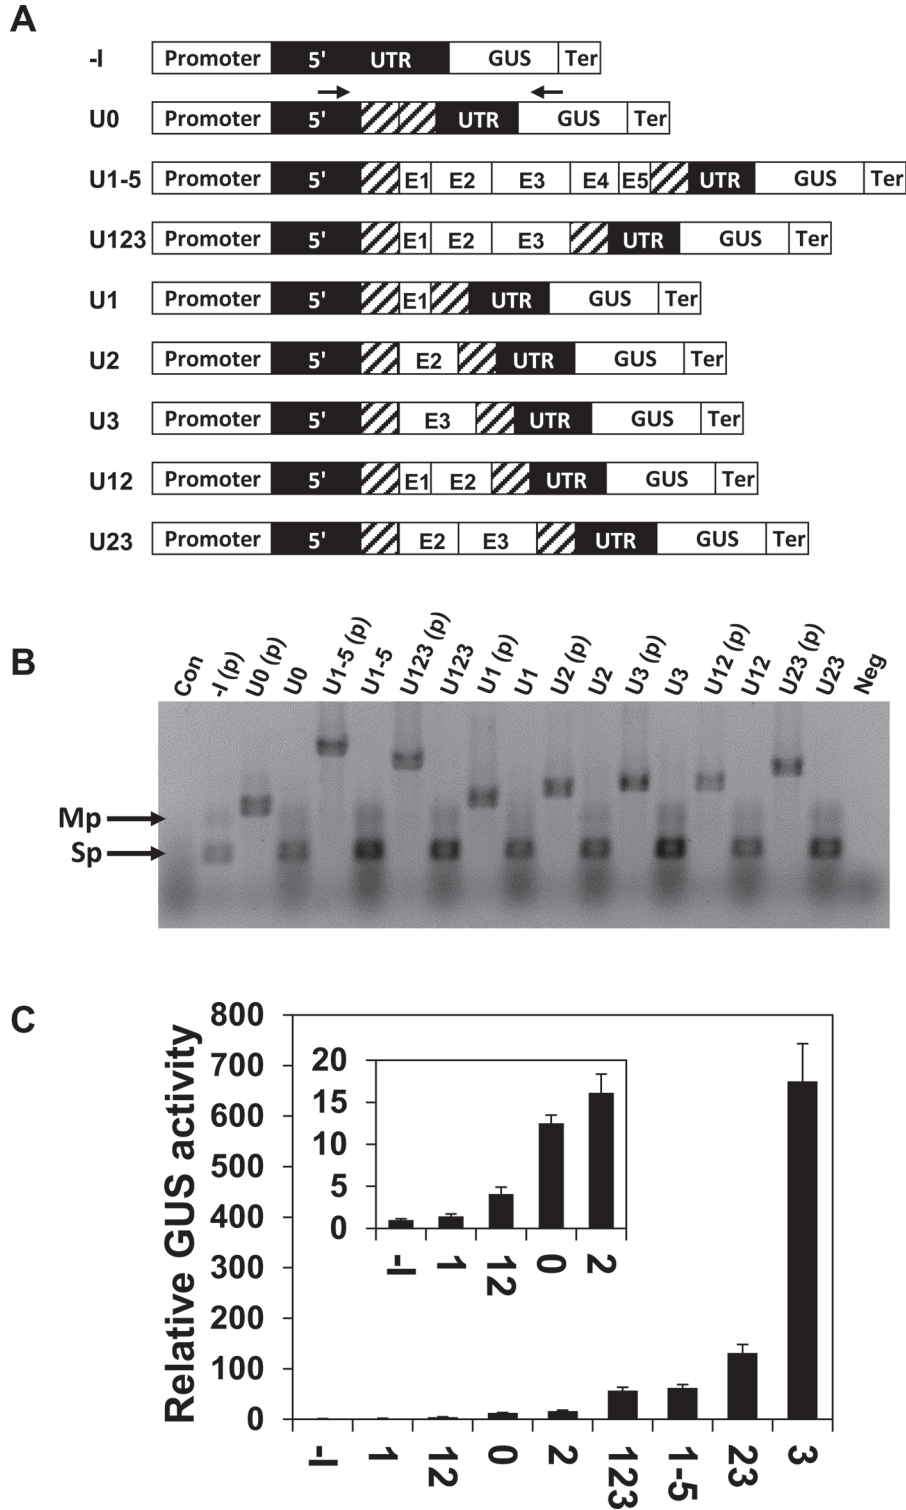 A
-I Promoter 5' UTR GUS Ter
U0 Promoter 5' UTR GUS Ter
U1-5 Promoter 5' E1 E2 E3 E4 E5 UTR GUS Ter
U123 Promoter 5' E1 E2 E3 UTR GUS Ter
U1 Promoter 5' E1 UTR GUS Ter
U2 Promoter 5' E2 UTR GUS Ter
U3 Promoter 5' E3 UTR GUS Ter
U12 Promoter 5' E1 E2 UTR GUS Ter
U23 Promoter 5' E2 E3 UTR GUS Ter
B
Con -I (p) U0 (p) U0 U1-5 (p) U1-5 U123 (p) U123 U1 (p) U1 U2 (p) U2 U3 (p) U3 U12 (p) U12 U23 (p) U23 Neg
Mp
Sp
C
Relative GUS activity
800
700
600
500
400
300
200
100
0
20
15
10
5
0
-I 1 12 0 2
-I 1 12 0 2 123 1-5 23 3